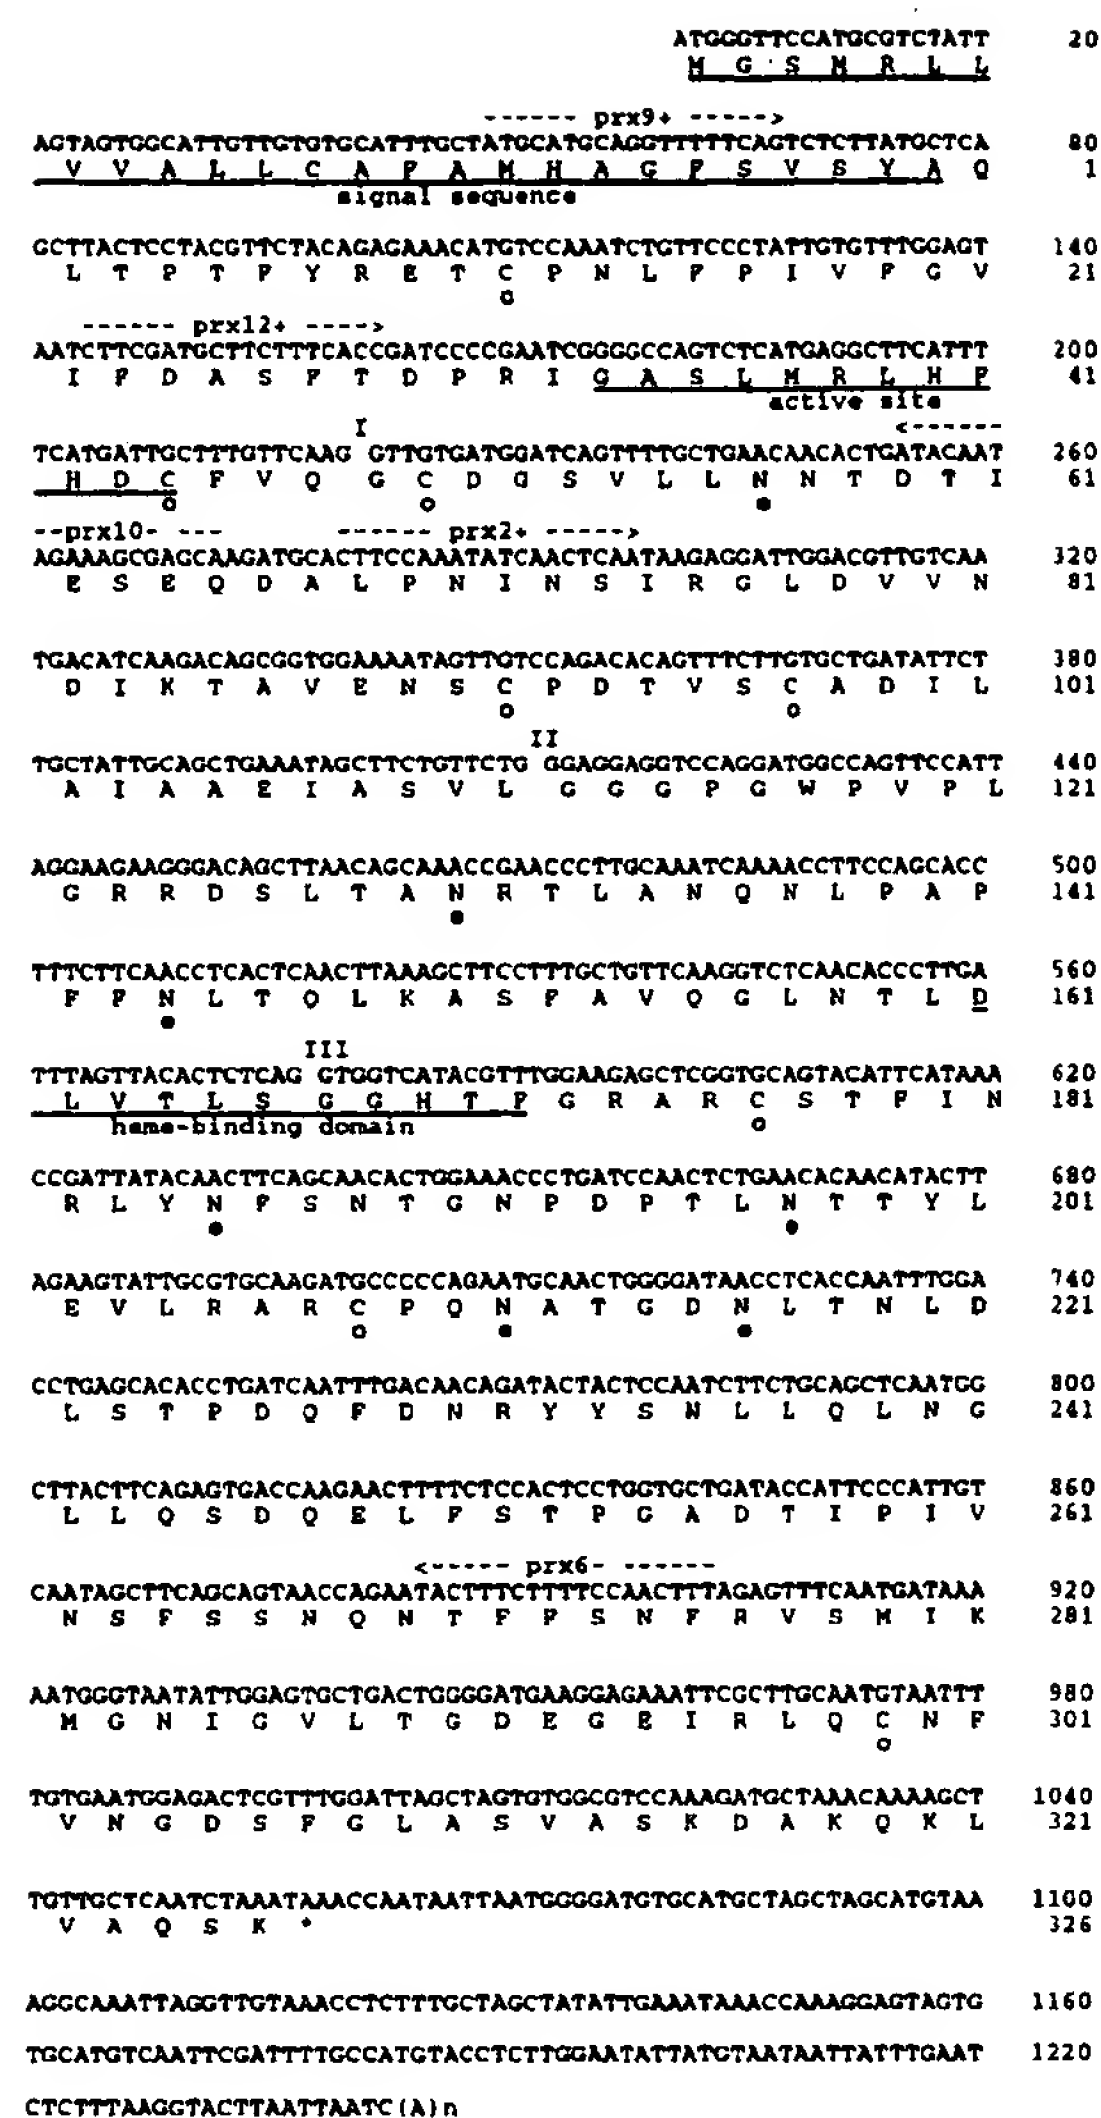 ATGGGTTCCATGCGTCTATT 20
M G S M R L L
------ prx9+ ----->
AGTAGTGGCATTGTTGTGTGCATTTGCTATGCATGCAGGTTTTTCAGTCTCTTATGCTCA 80
V V A L L C A F A M H A G F S V S Y A Q 1
signal sequence
GCTTACTCCTACGTTCTACAGAGAAACATGTCCAAATCTGTTCCCTATTGTGTTTGGAGT 140
L T P T F Y R E T C P N L F P I V F G V 21
o
------ prx12+ ---->
AATCTTCGATGCTTCTTTCACCGATCCCCGAATCGGGGCCAGTCTCATGAGGCTTCATTT 200
I F D A S F T D P R I G A S L M R L H F 41
active site
I <------
TCATGATTGCTTTGTTCAAG GTTGTGATGGATCAGTTTTGCTGAACAACACTGATACAAT 260
H D C F V Q G C D G S V L L N N T D T I 61
o o ●
--prx10- --- ------ prx2+ ----->
AGAAAGCGAGCAAGATGCACTTCCAAATATCAACTCAATAAGAGGATTGGACGTTGTCAA 320
E S E Q D A L P N I N S I R G L D V V N 81
TGACATCAAGACAGCGGTGGAAAATAGTTGTCCAGACACAGTTTCTTGTGCTGATATTCT 380
D I K T A V E N S C P D T V S C A D I L 101
o o
II
TGCTATTGCAGCTGAAATAGCTTCTGTTCTG GGAGGAGGTCCAGGATGGCCAGTTCCATT 440
A I A A E I A S V L G G G P G W P V P L 121
AGGAAGAAGGGACAGCTTAACAGCAAACCGAACCCTTGCAAATCAAAACCTTCCAGCACC 500
G R R D S L T A N R T L A N Q N L P A P 141
●
TTTCTTCAACCTCACTCAACTTAAAGCTTCCTTTGCTGTTCAAGGTCTCAACACCCTTGA 560
F F N L T Q L K A S F A V Q G L N T L D 161
●
III
TTTAGTTACACTCTCAG GTGGTCATACGTTTGGAAGAGCTCGGTGCAGTACATTCATAAA 620
L V T L S G G H T F G R A R C S T F I N 181
heme-binding domain o
CCGATTATACAACTTCAGCAACACTGGAAACCCTGATCCAACTCTGAACACAACATACTT 680
R L Y N F S N T G N P D P T L N T T Y L 201
● ●
AGAAGTATTGCGTGCAAGATGCCCCCAGAATGCAACTGGGGATAACCTCACCAATTTGGA 740
E V L R A R C P Q N A T G D N L T N L D 221
o ● ●
CCTGAGCACACCTGATCAATTTGACAACAGATACTACTCCAATCTTCTGCAGCTCAATGG 800
L S T P D Q F D N R Y Y S N L L Q L N G 241
CTTACTTCAGAGTGACCAAGAACTTTTCTCCACTCCTGGTGCTGATACCATTCCCATTGT 860
L L Q S D Q E L F S T P G A D T I P I V 261
<----- prx6- ------
CAATAGCTTCAGCAGTAACCAGAATACTTTCTTTTCCAACTTTAGAGTTTCAATGATAAA 920
N S F S S N Q N T F F S N F R V S M I K 281
AATGGGTAATATTGGAGTGCTGACTGGGGATGAAGGAGAAATTCGCTTGCAATGTAATTT 980
M G N I G V L T G D E G E I R L Q C N F 301
o
TGTGAATGGAGACTCGTTTGGATTAGCTAGTGTGGCGTCCAAAGATGCTAAACAAAAGCT 1040
V N G D S F G L A S V A S K D A K Q K L 321
TGTTGCTCAATCTAAATAAACCAATAATTAATGGGGATGTGCATGCTAGCTAGCATGTAA 1100
V A Q S K * 326
AGGCAAATTAGGTTGTAAACCTCTTTGCTAGCTATATTGAAATAAACCAAAGGAGTAGTG 1160
TGCATGTCAATTCGATTTTGCCATGTACCTCTTGGAATATTATGTAATAATTATTTGAAT 1220
CTCTTTAAGGTACTTAATTAATC(A)n